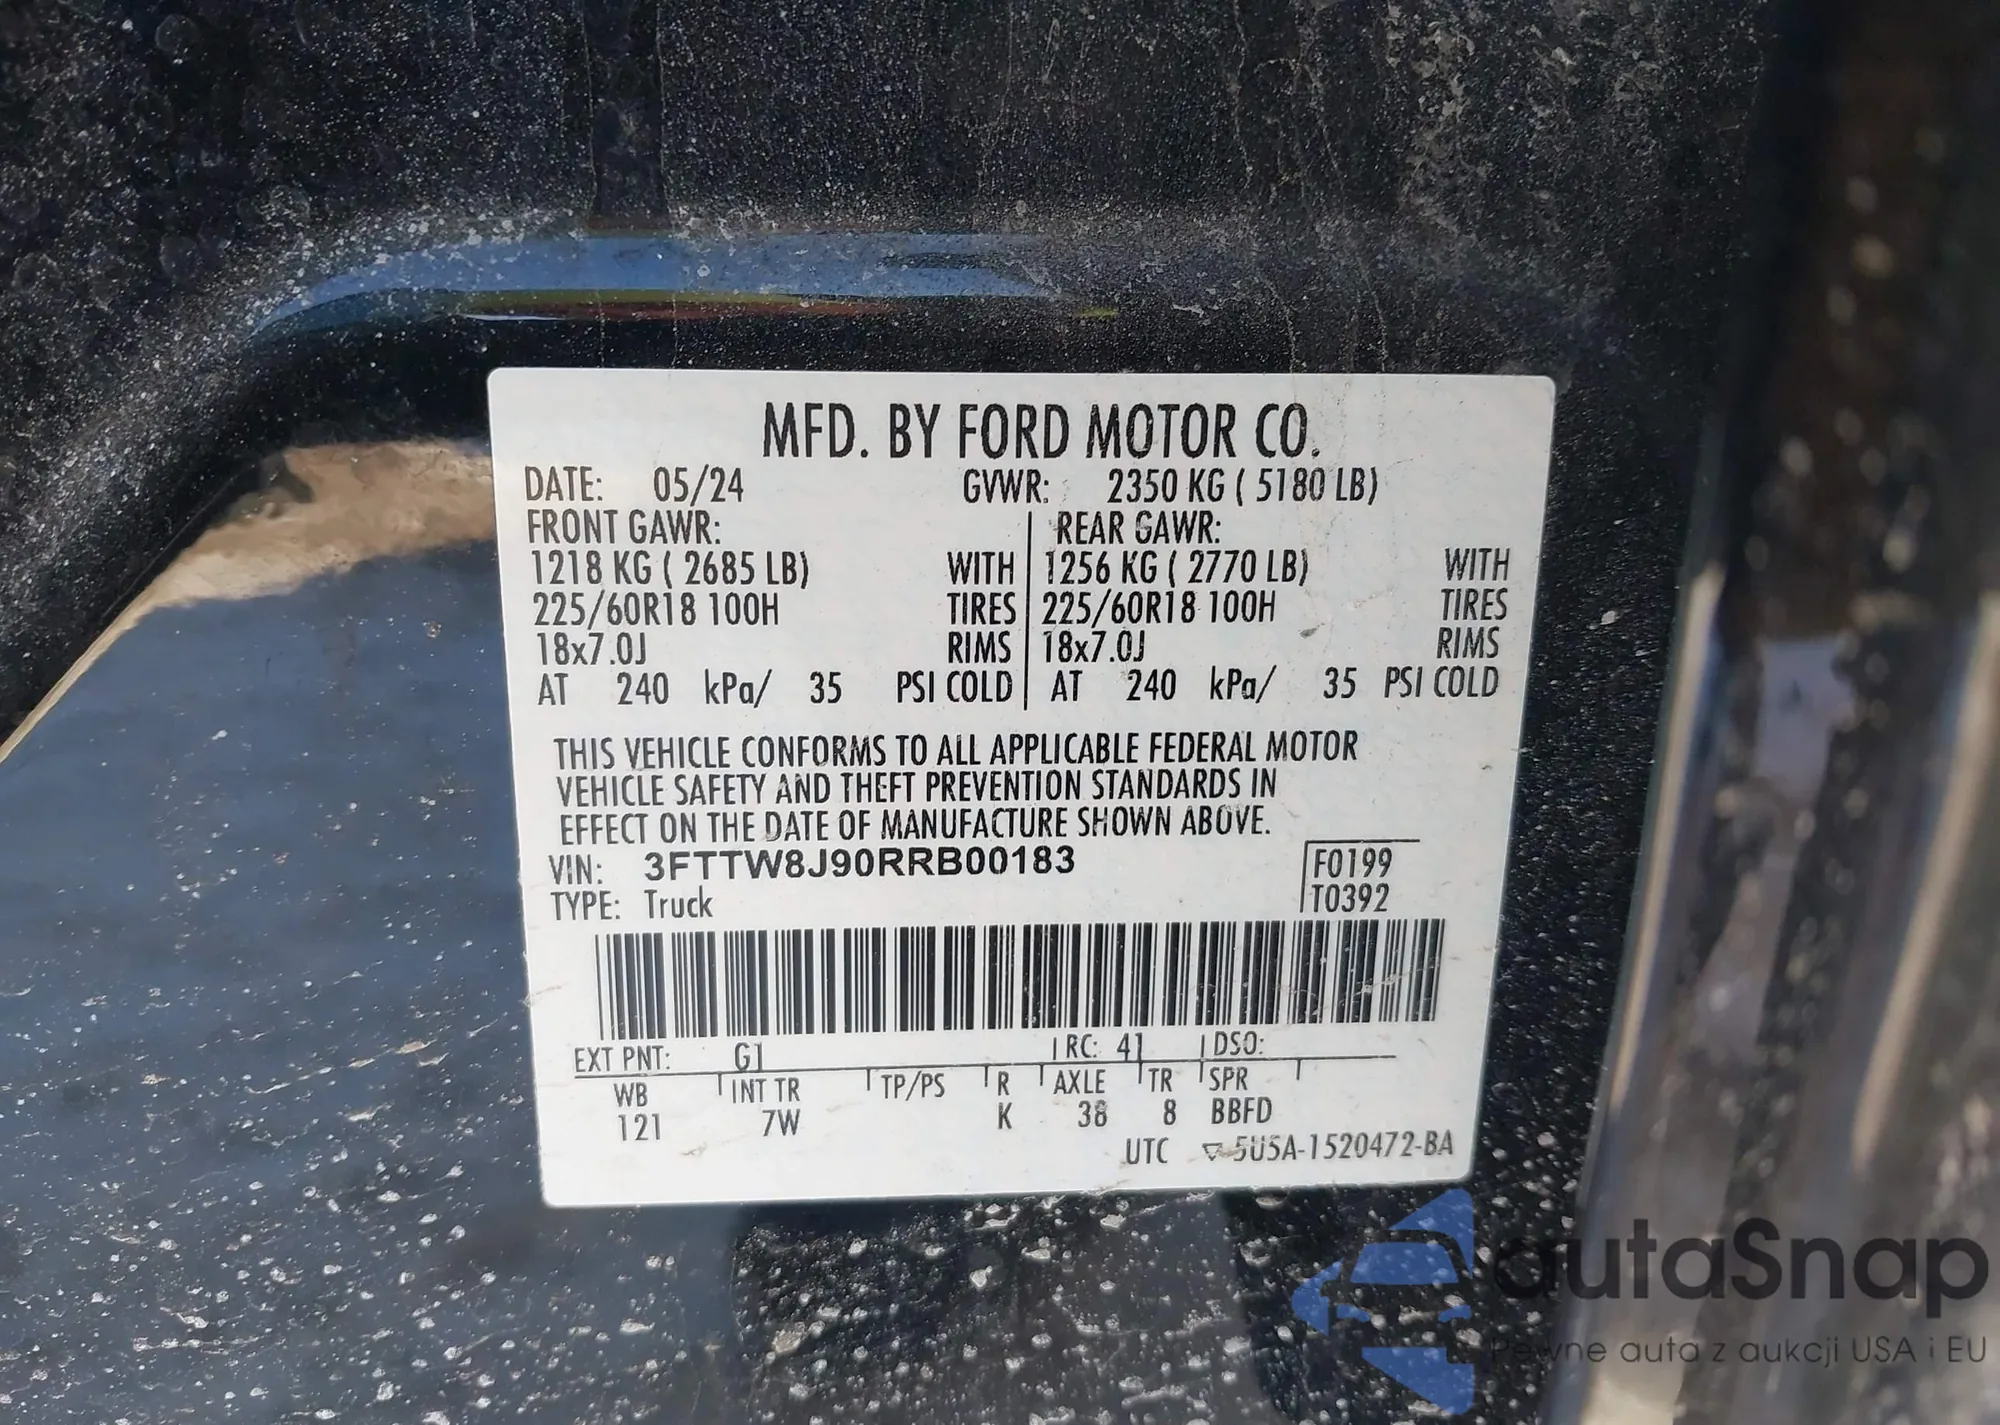 MFD. BY FORD MOTOR CO.
DATE: 05/24 GVWR: 2350 KG ( 5180 LB)
FRONT GAWR: REAR GAWR:
1218 KG ( 2685 LB) WITH 1256 KG ( 2770 LB) WITH
225/60R18 100H TIRES 225/60R18 100H TIRES
18x7.0J RIMS 18x7.0J RIMS
AT 240 kPa/ 35 PSI COLD AT 240 kPa/ 35 PSI COLD
THIS VEHICLE CONFORMS TO ALL APPLICABLE FEDERAL MOTOR
VEHICLE SAFETY AND THEFT PREVENTION STANDARDS IN
EFFECT ON THE DATE OF MANUFACTURE SHOWN ABOVE.
VIN: 3FTTW8J90RRB00183 F0199
TYPE: Truck T0392
EXT PNT: G1 RC: 41 DSO:
WB INT TR TP/PS R AXLE TR SPR
121 7W K 38 8 BBFD
UTC ▽ 5U5A-1520472-BA
autaSnap
Pewne auta z aukcji USA i EU